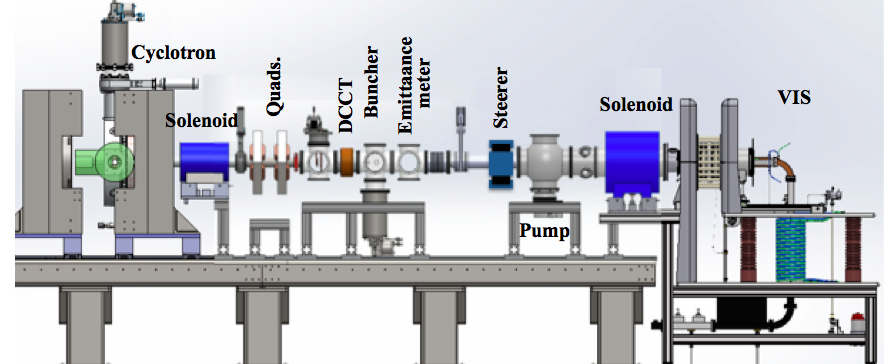 Cyclotron
Solenoid
Quads.
DCCT
Buncher
Emittaance
meter
Steerer
Pump
Solenoid
VIS